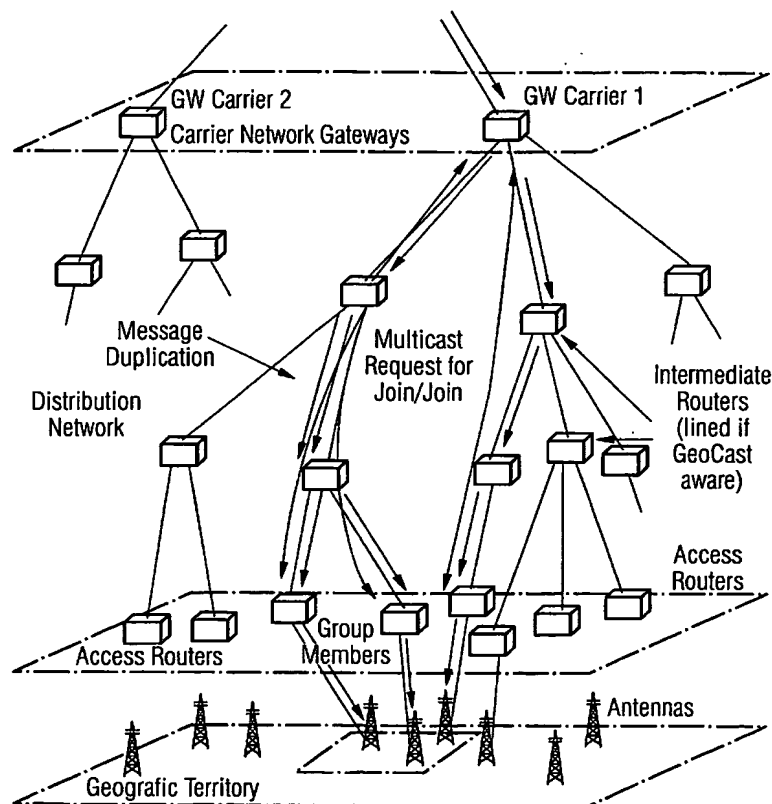 GW Carrier 2
GW Carrier 1
Carrier Network Gateways
Message
Duplication
Multicast
Request for
Join/Join
Distribution
Network
Intermediate
Routers
(lined if
GeoCast
aware)
Access
Routers
Group
Members
Access Routers
Antennas
Geografic Territory